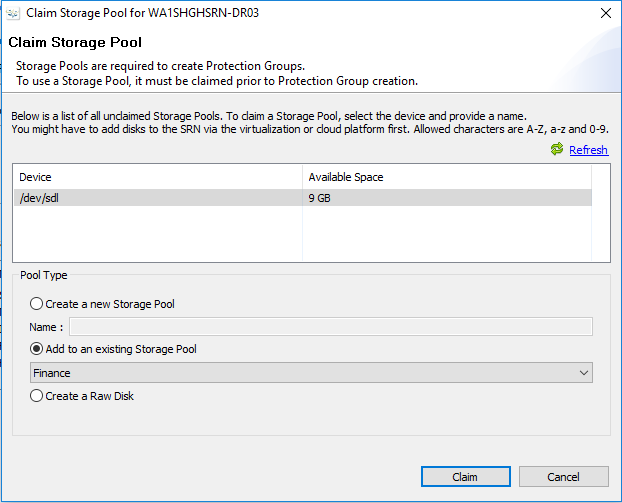 Claim Storage Pool for WA1SHGHSRN-DR03
Claim Storage Pool
Storage Pools are required to create Protection Groups.
To use a Storage Pool, it must be claimed prior to Protection Group creation.
Below is a list of all unclaimed Storage Pools. To claim a Storage Pool, select the device and provide a name.
You might have to add disks to the SRN via the virtualization or cloud platform first. Allowed characters are A-Z, a-z and 0-9.
Refresh
Device Available Space
/dev/sdl 9 GB
Pool Type
Create a new Storage Pool
Name :
Add to an existing Storage Pool
Finance
Create a Raw Disk
Claim Cancel